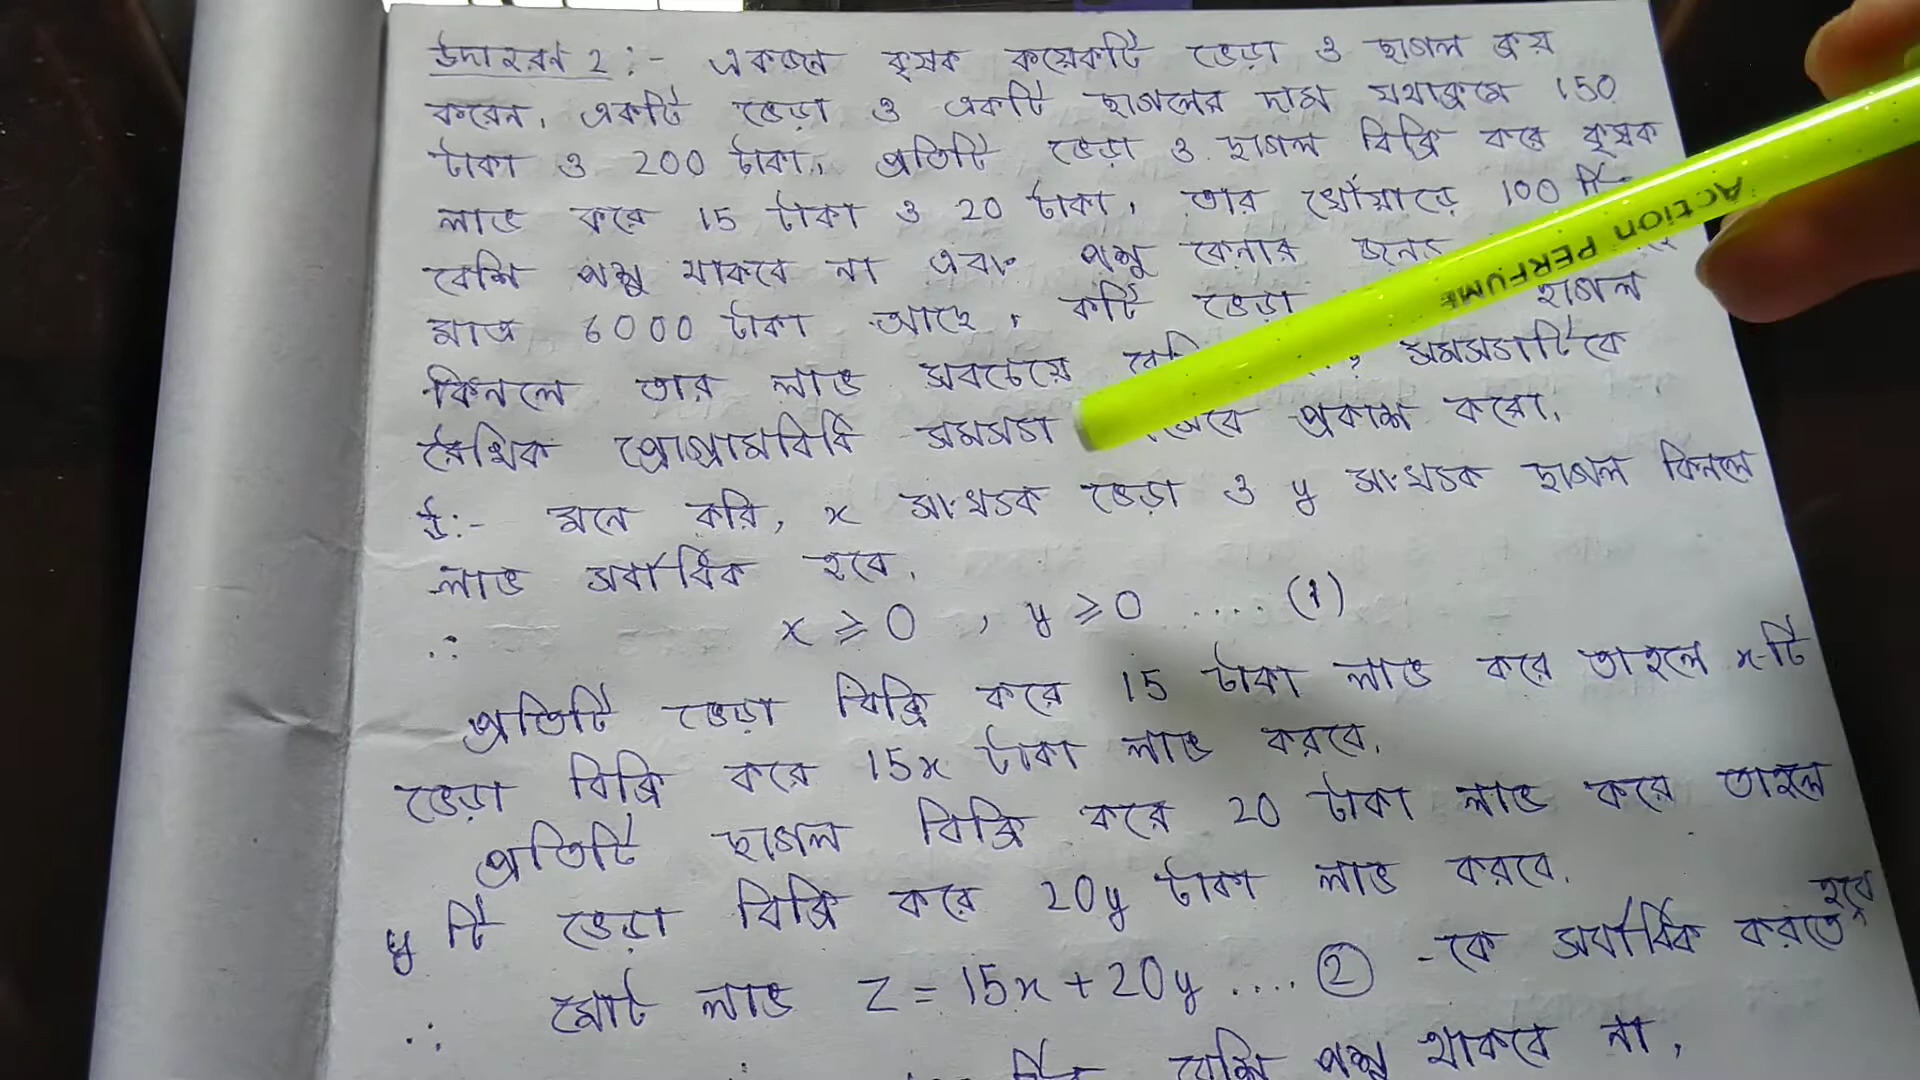 উদাহরণ 2 :- একজন কৃষক কয়েকটি ভেড়া ও ছাগল ক্রয়
করেন। একটি ভেড়া ও একটি ছাগলের দাম যথাক্রমে 150
টাকা ও 200 টাকা। প্রতিটি ভেড়া ও ছাগল বিক্রি করে কৃষক
লাভ করে 15 টাকা ও 20 টাকা। তার খোঁয়াড়ে 100 টির
বেশি পশু থাকবে না এবং পশু কেনার জন্য
মাত্র 6000 টাকা আছে, কটি ভেড়া ছাগল
কিনলে তার লাভ সবচেয়ে সমস্যাটিকে
রৈখিক প্রোগ্রামবিধি সমস্যা প্রকাশ করো।
উঃ- মনে করি, x সংখ্যক ভেড়া ও y সংখ্যক ছাগল কিনলে
লাভ সর্বাধিক হবে।
∴ x ⩾ 0 , y ⩾ 0 .... (1)
প্রতিটি ভেড়া বিক্রি করে 15 টাকা লাভ করে তাহলে x-টি
ভেড়া বিক্রি করে 15x টাকা লাভ করবে।
প্রতিটি ছাগল বিক্রি করে 20 টাকা লাভ করে তাহলে
y টি ভেড়া বিক্রি করে 20y টাকা লাভ করবে।
∴ মোট লাভ z = 15x + 20y .... ② -কে সর্বাধিক করতে হবে
বেশি পশু থাকবে না,
Action PERFUME